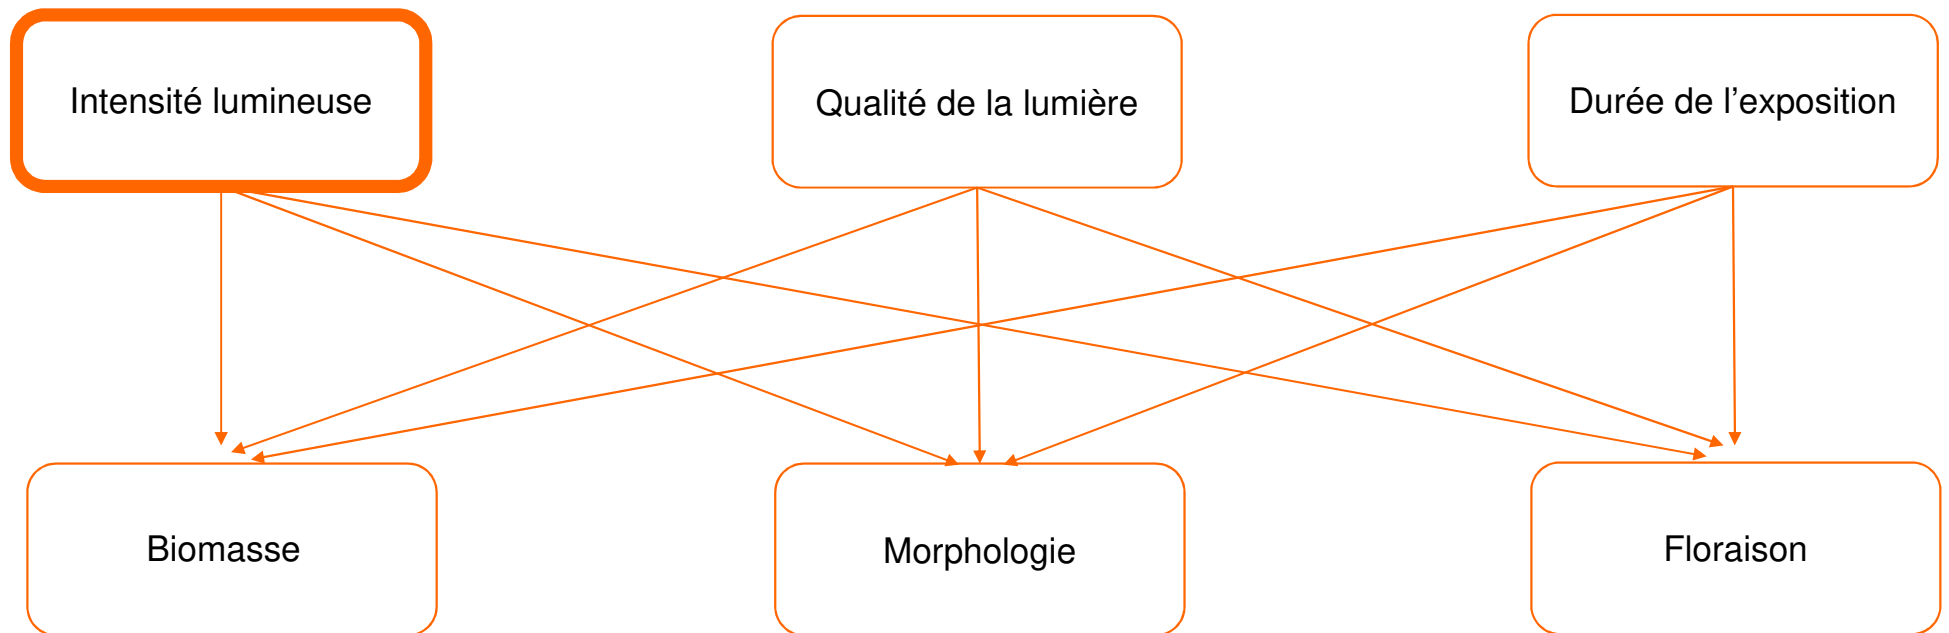 Intensité lumineuse
Qualité de la lumière
Durée de l’exposition
Biomasse
Morphologie
Floraison